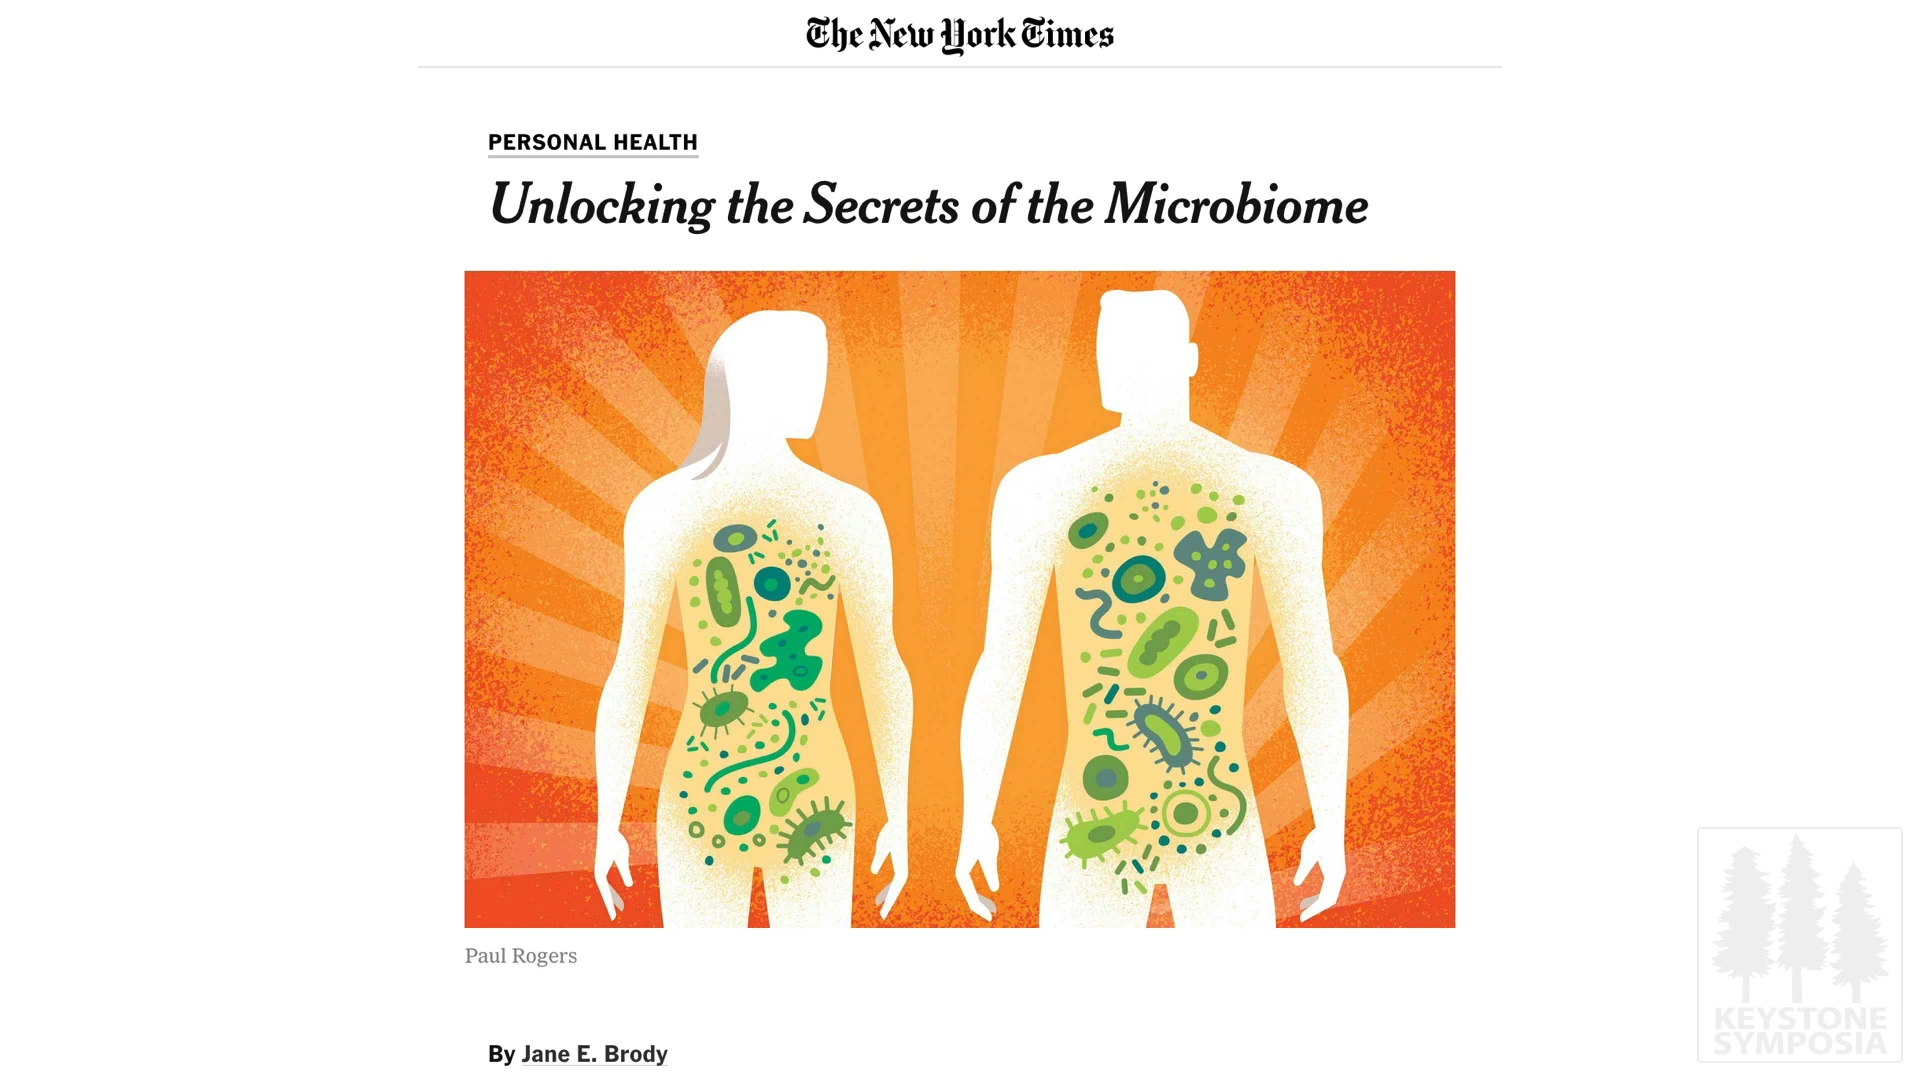 The New York Times
PERSONAL HEALTH
Unlocking the Secrets of the Microbiome
Paul Rogers
By Jane E. Brody
KEYSTONE
SYMPOSIA